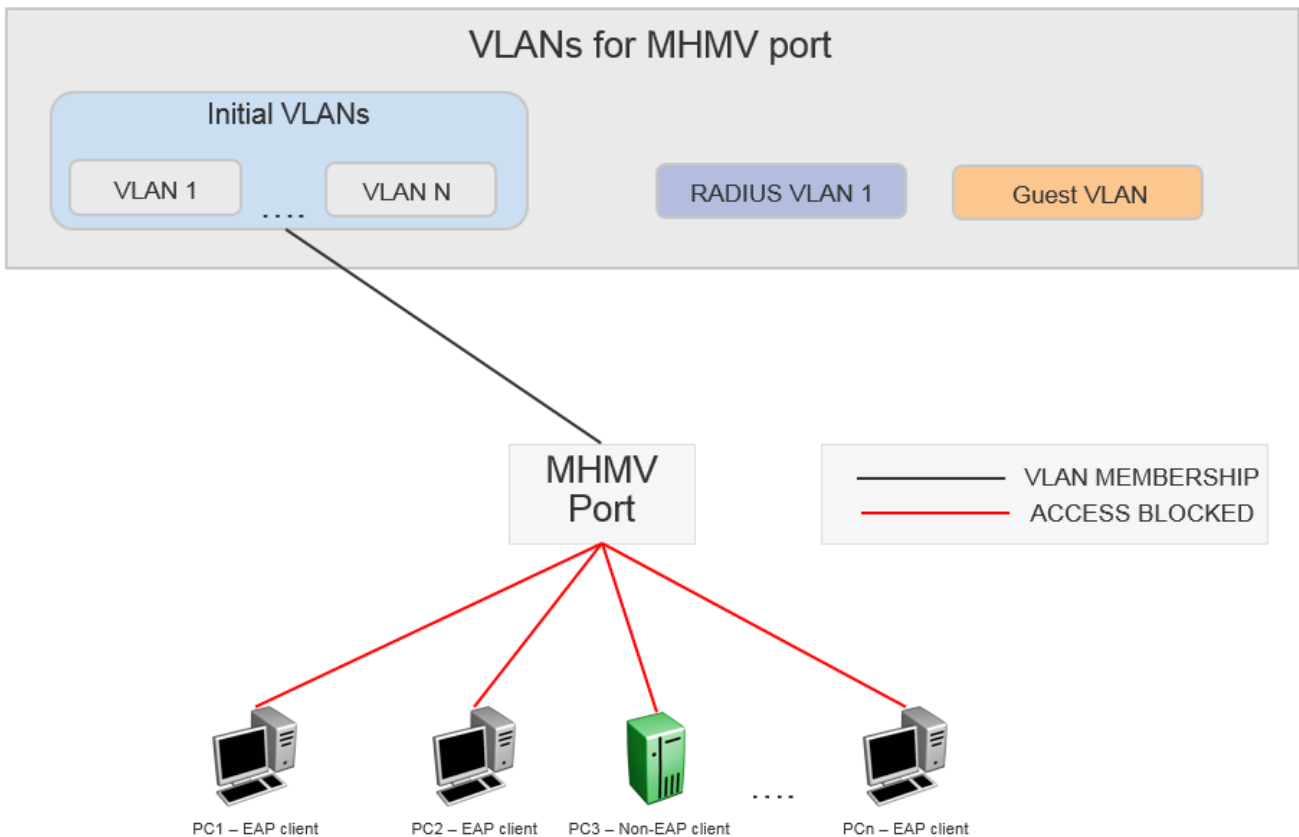 VLANs for MHMV port
Initial VLANs
VLAN 1
....
VLAN N
RADIUS VLAN 1
Guest VLAN
MHMV
Port
VLAN MEMBERSHIP
ACCESS BLOCKED
....
PC1 – EAP client
PC2 – EAP client
PC3 – Non-EAP client
PCn – EAP client